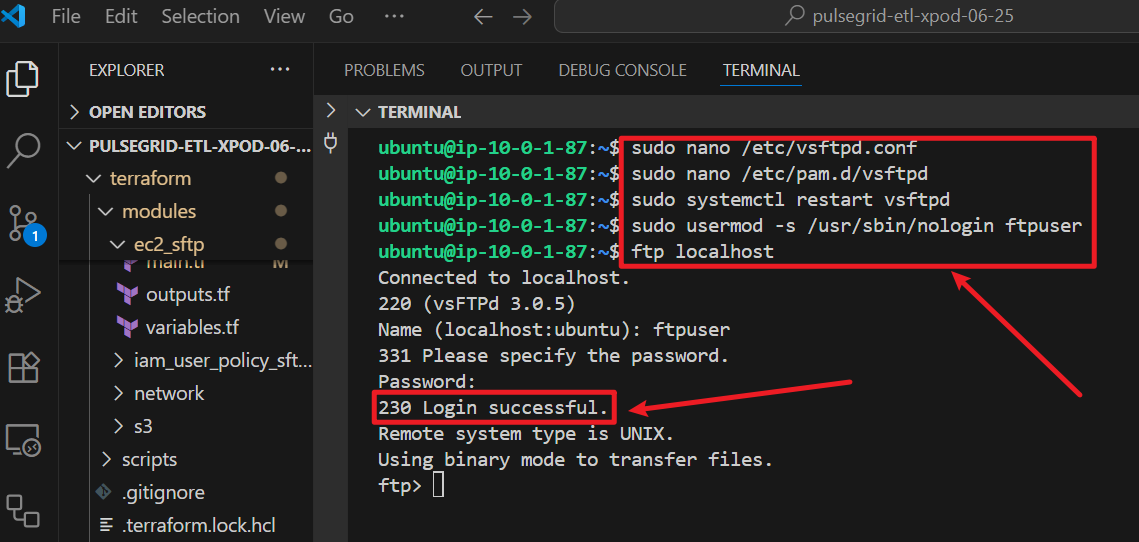 File Edit Selection View Go ···
pulsegrid-etl-xpod-06-25
EXPLORER ···
OPEN EDITORS
PULSEGRID-ETL-XPOD-06-...
terraform
modules
ec2_sftp
main.tf M
outputs.tf
variables.tf
iam_user_policy_sft...
network
s3
scripts
.gitignore
.terraform.lock.hcl
1
PROBLEMS OUTPUT DEBUG CONSOLE TERMINAL
TERMINAL
ubuntu@ip-10-0-1-87:~$ sudo nano /etc/vsftpd.conf
ubuntu@ip-10-0-1-87:~$ sudo nano /etc/pam.d/vsftpd
ubuntu@ip-10-0-1-87:~$ sudo systemctl restart vsftpd
ubuntu@ip-10-0-1-87:~$ sudo usermod -s /usr/sbin/nologin ftpuser
ubuntu@ip-10-0-1-87:~$ ftp localhost
Connected to localhost.
220 (vsFTPd 3.0.5)
Name (localhost:ubuntu): ftpuser
331 Please specify the password.
Password:
230 Login successful.
Remote system type is UNIX.
Using binary mode to transfer files.
ftp>